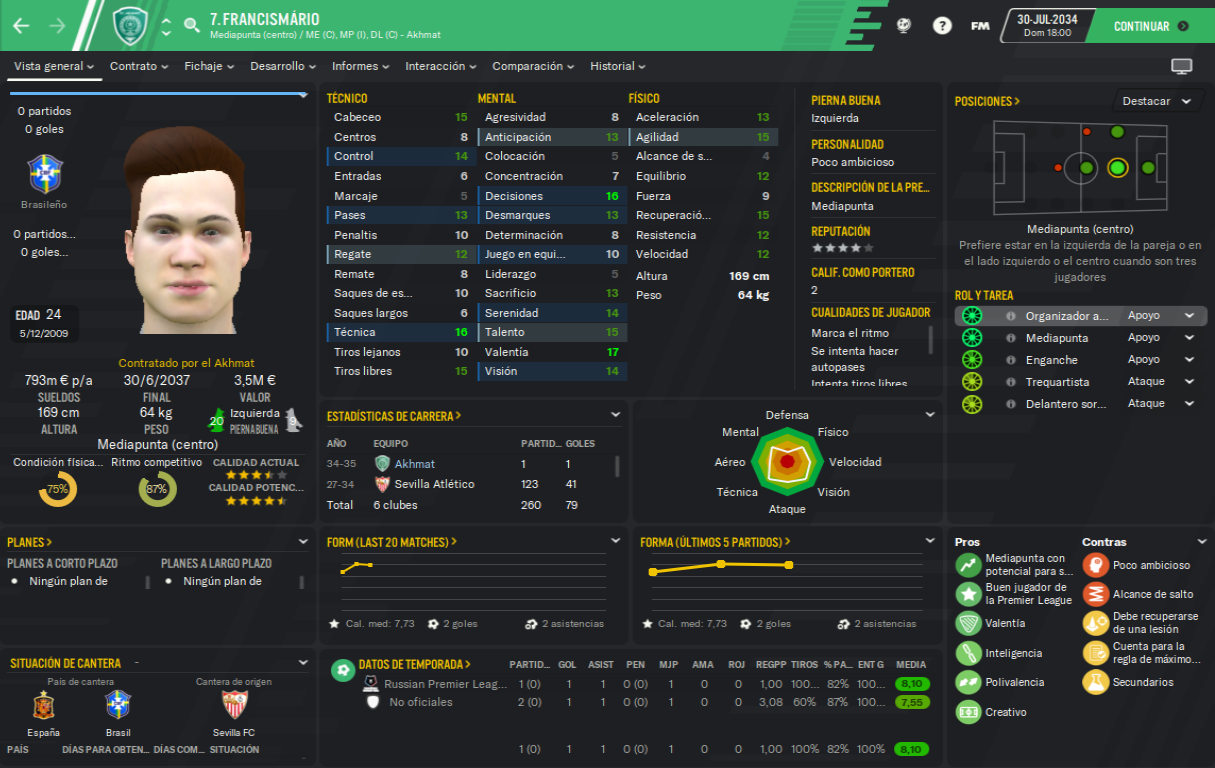 7. FRANCISMÁRIO
Mediapunta (centro) / ME (C), MP (I), DL (C) - Akhmat
?
FM
30-JUL-2034
Dom 18:00
CONTINUAR
Vista general
Contrato
Fichaje
Desarrollo
Informes
Interacción
Comparación
Historial
0 partidos
0 goles
Brasileño
0 partidos...
0 goles...
EDAD 24
5/12/2009
Contratado por el Akhmat
793m € p/a
30/6/2037
3,5M €
SUELDOS
FINAL
VALOR
169 cm
64 kg
20
Izquierda
9
ALTURA
PESO
PIERNA BUENA
Mediapunta (centro)
Condición física...
Ritmo competitivo
CALIDAD ACTUAL
75%
87%
CALIDAD POTENC...
TÉCNICO
Cabeceo 15
Centros 8
Control 14
Entradas 6
Marcaje 5
Pases 13
Penaltis 10
Regate 12
Remate 8
Saques de es... 10
Saques largos 6
Técnica 16
Tiros lejanos 10
Tiros libres 15
MENTAL
Agresividad 8
Anticipación 13
Colocación 5
Concentración 7
Decisiones 16
Desmarques 13
Determinación 8
Juego en equi... 10
Liderazgo 5
Sacrificio 13
Serenidad 14
Talento 15
Valentía 17
Visión 14
FÍSICO
Aceleración 13
Agilidad 15
Alcance de s... 4
Equilibrio 12
Fuerza 9
Recuperació... 15
Resistencia 12
Velocidad 12
Altura 169 cm
Peso 64 kg
PIERNA BUENA
Izquierda
PERSONALIDAD
Poco ambicioso
DESCRIPCIÓN DE LA PRE...
Mediapunta
REPUTACIÓN
CALIF. COMO PORTERO
2
CUALIDADES DE JUGADOR
Marca el ritmo
Se intenta hacer
autopases
Intenta tiros libres
POSICIONES >
Destacar
Mediapunta (centro)
Prefiere estar en la izquierda de la pareja o en
el lado izquierdo o el centro cuando son tres
jugadores
ROL Y TAREA
Organizador a... Apoyo
Mediapunta Apoyo
Enganche Apoyo
Trequartista Ataque
Delantero sor... Ataque
ESTADÍSTICAS DE CARRERA >
AÑO EQUIPO PARTID... GOLES
34-35 Akhmat 1 1
27-34 Sevilla Atlético 123 41
Total 6 clubes 260 79
Defensa
Mental
Físico
Aéreo
Velocidad
Técnica
Visión
Ataque
PLANES >
PLANES A CORTO PLAZO
PLANES A LARGO PLAZO
Ningún plan de
Ningún plan de
FORM (LAST 20 MATCHES) >
Cal. med: 7,73
2 goles
2 asistencias
FORMA (ÚLTIMOS 5 PARTIDOS) >
Cal. med: 7,73
2 goles
2 asistencias
Pros
Mediapunta con
potencial para s...
Buen jugador de
la Premier League
Valentía
Inteligencia
Polivalencia
Creativo
Contras
Poco ambicioso
Alcance de salto
Debe recuperarse
de una lesión
Cuenta para la
regla de máximo...
Secundarios
SITUACIÓN DE CANTERA -
País de cantera
Cantera de origen
España
Brasil
Sevilla FC
PAÍS DÍAS PARA OBTEN... DÍAS COM... SITUACIÓN
DATOS DE TEMPORADA > PARTID... GOL ASIST PEN MJP AMA ROJ REGPP TIROS % PA... ENT G MEDIA
Russian Premier Leag... 1 (0) 1 1 0 (0) 1 0 0 1,00 100... 82% 100... 8,10
No oficiales 2 (0) 1 1 0 (0) 1 0 0 3,08 60% 87% 100... 7,55
1 (0) 1 1 0 (0) 1 0 0 1,00 100% 82% 100% 8,10